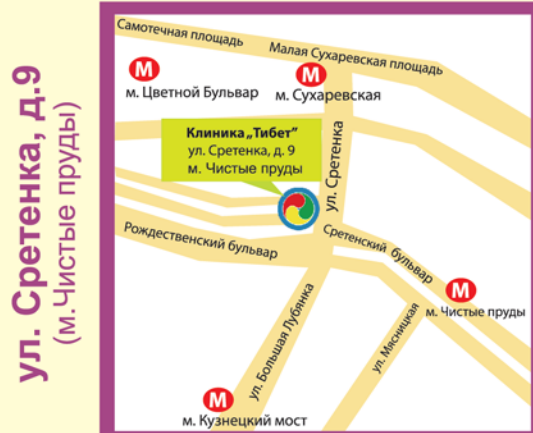 ул. Сретенка, д.9
(м.Чистые пруды)
Самотечная площадь
Малая Сухаревская площадь
М
м. Цветной Бульвар
М
м. Сухаревская
Клиника „Тибет”
ул. Сретенка, д. 9
м. Чистые пруды
ул. Сретенка
Рождественский бульвар
Сретенский бульвар
М
м. Чистые пруды
ул. Большая Лубянка
ул. Мясницкая
М
м. Кузнецкий мост